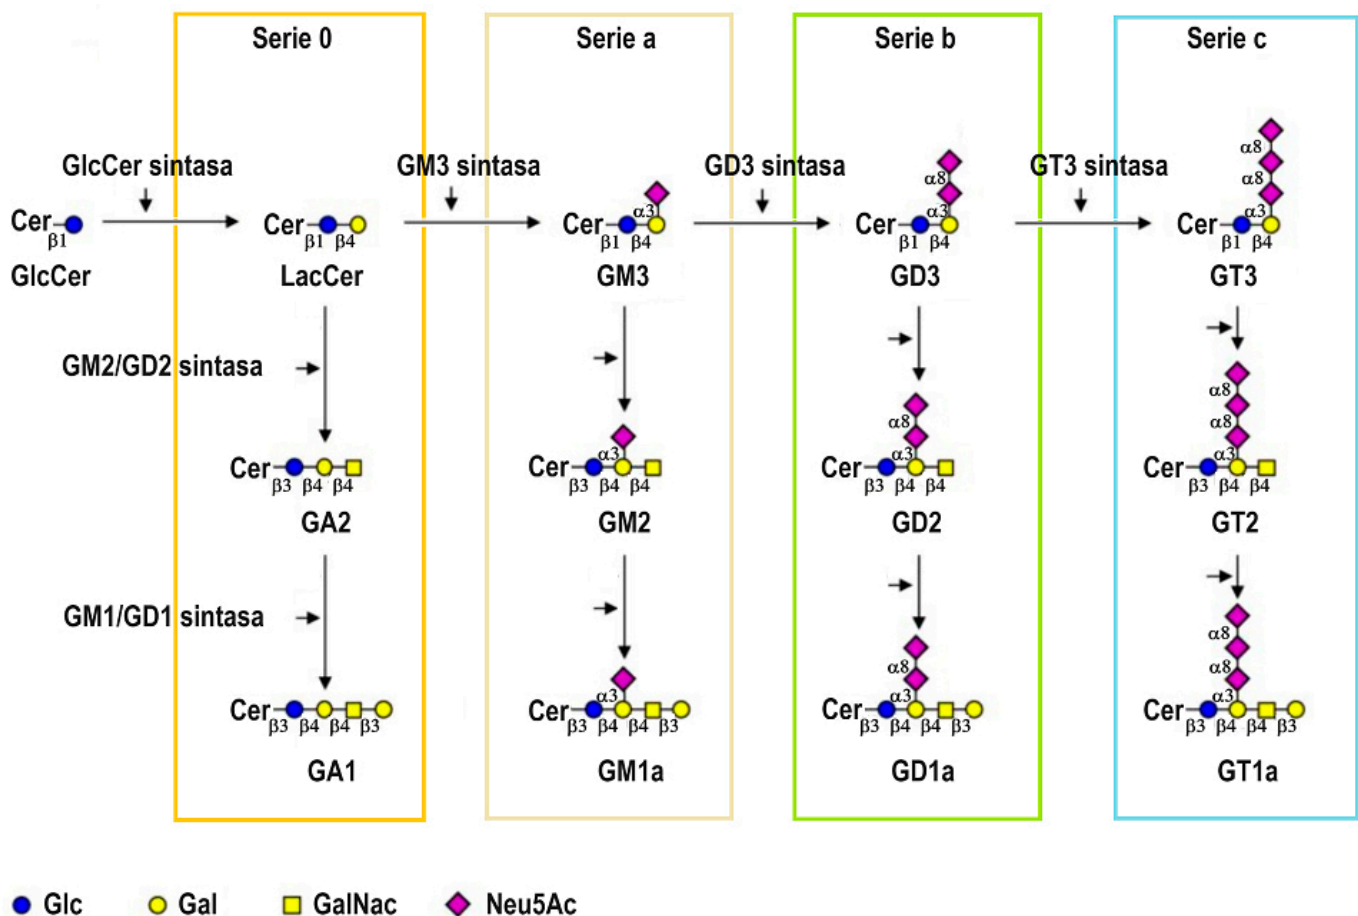 Serie 0 Serie a Serie b Serie c
GlcCer sintasa GM3 sintasa GD3 sintasa GT3 sintasa
α8
α8 α8
α3 α3 α3
Cer Cer Cer Cer Cer
β1 β1 β4 β1 β4 β1 β4 β1 β4
GlcCer LacCer GM3 GD3 GT3
GM2/GD2 sintasa
α8
α8 α8
α3 α3 α3
Cer Cer Cer Cer
β3 β4 β4 β3 β4 β4 β3 β4 β4 β3 β4 β4
GA2 GM2 GD2 GT2
GM1/GD1 sintasa
α8
α8 α8
α3 α3 α3
Cer Cer Cer Cer
β3 β4 β4 β3 β3 β4 β4 β3 β3 β4 β4 β3 β3 β4 β4 β3
GA1 GM1a GD1a GT1a
Glc Gal GalNac Neu5Ac